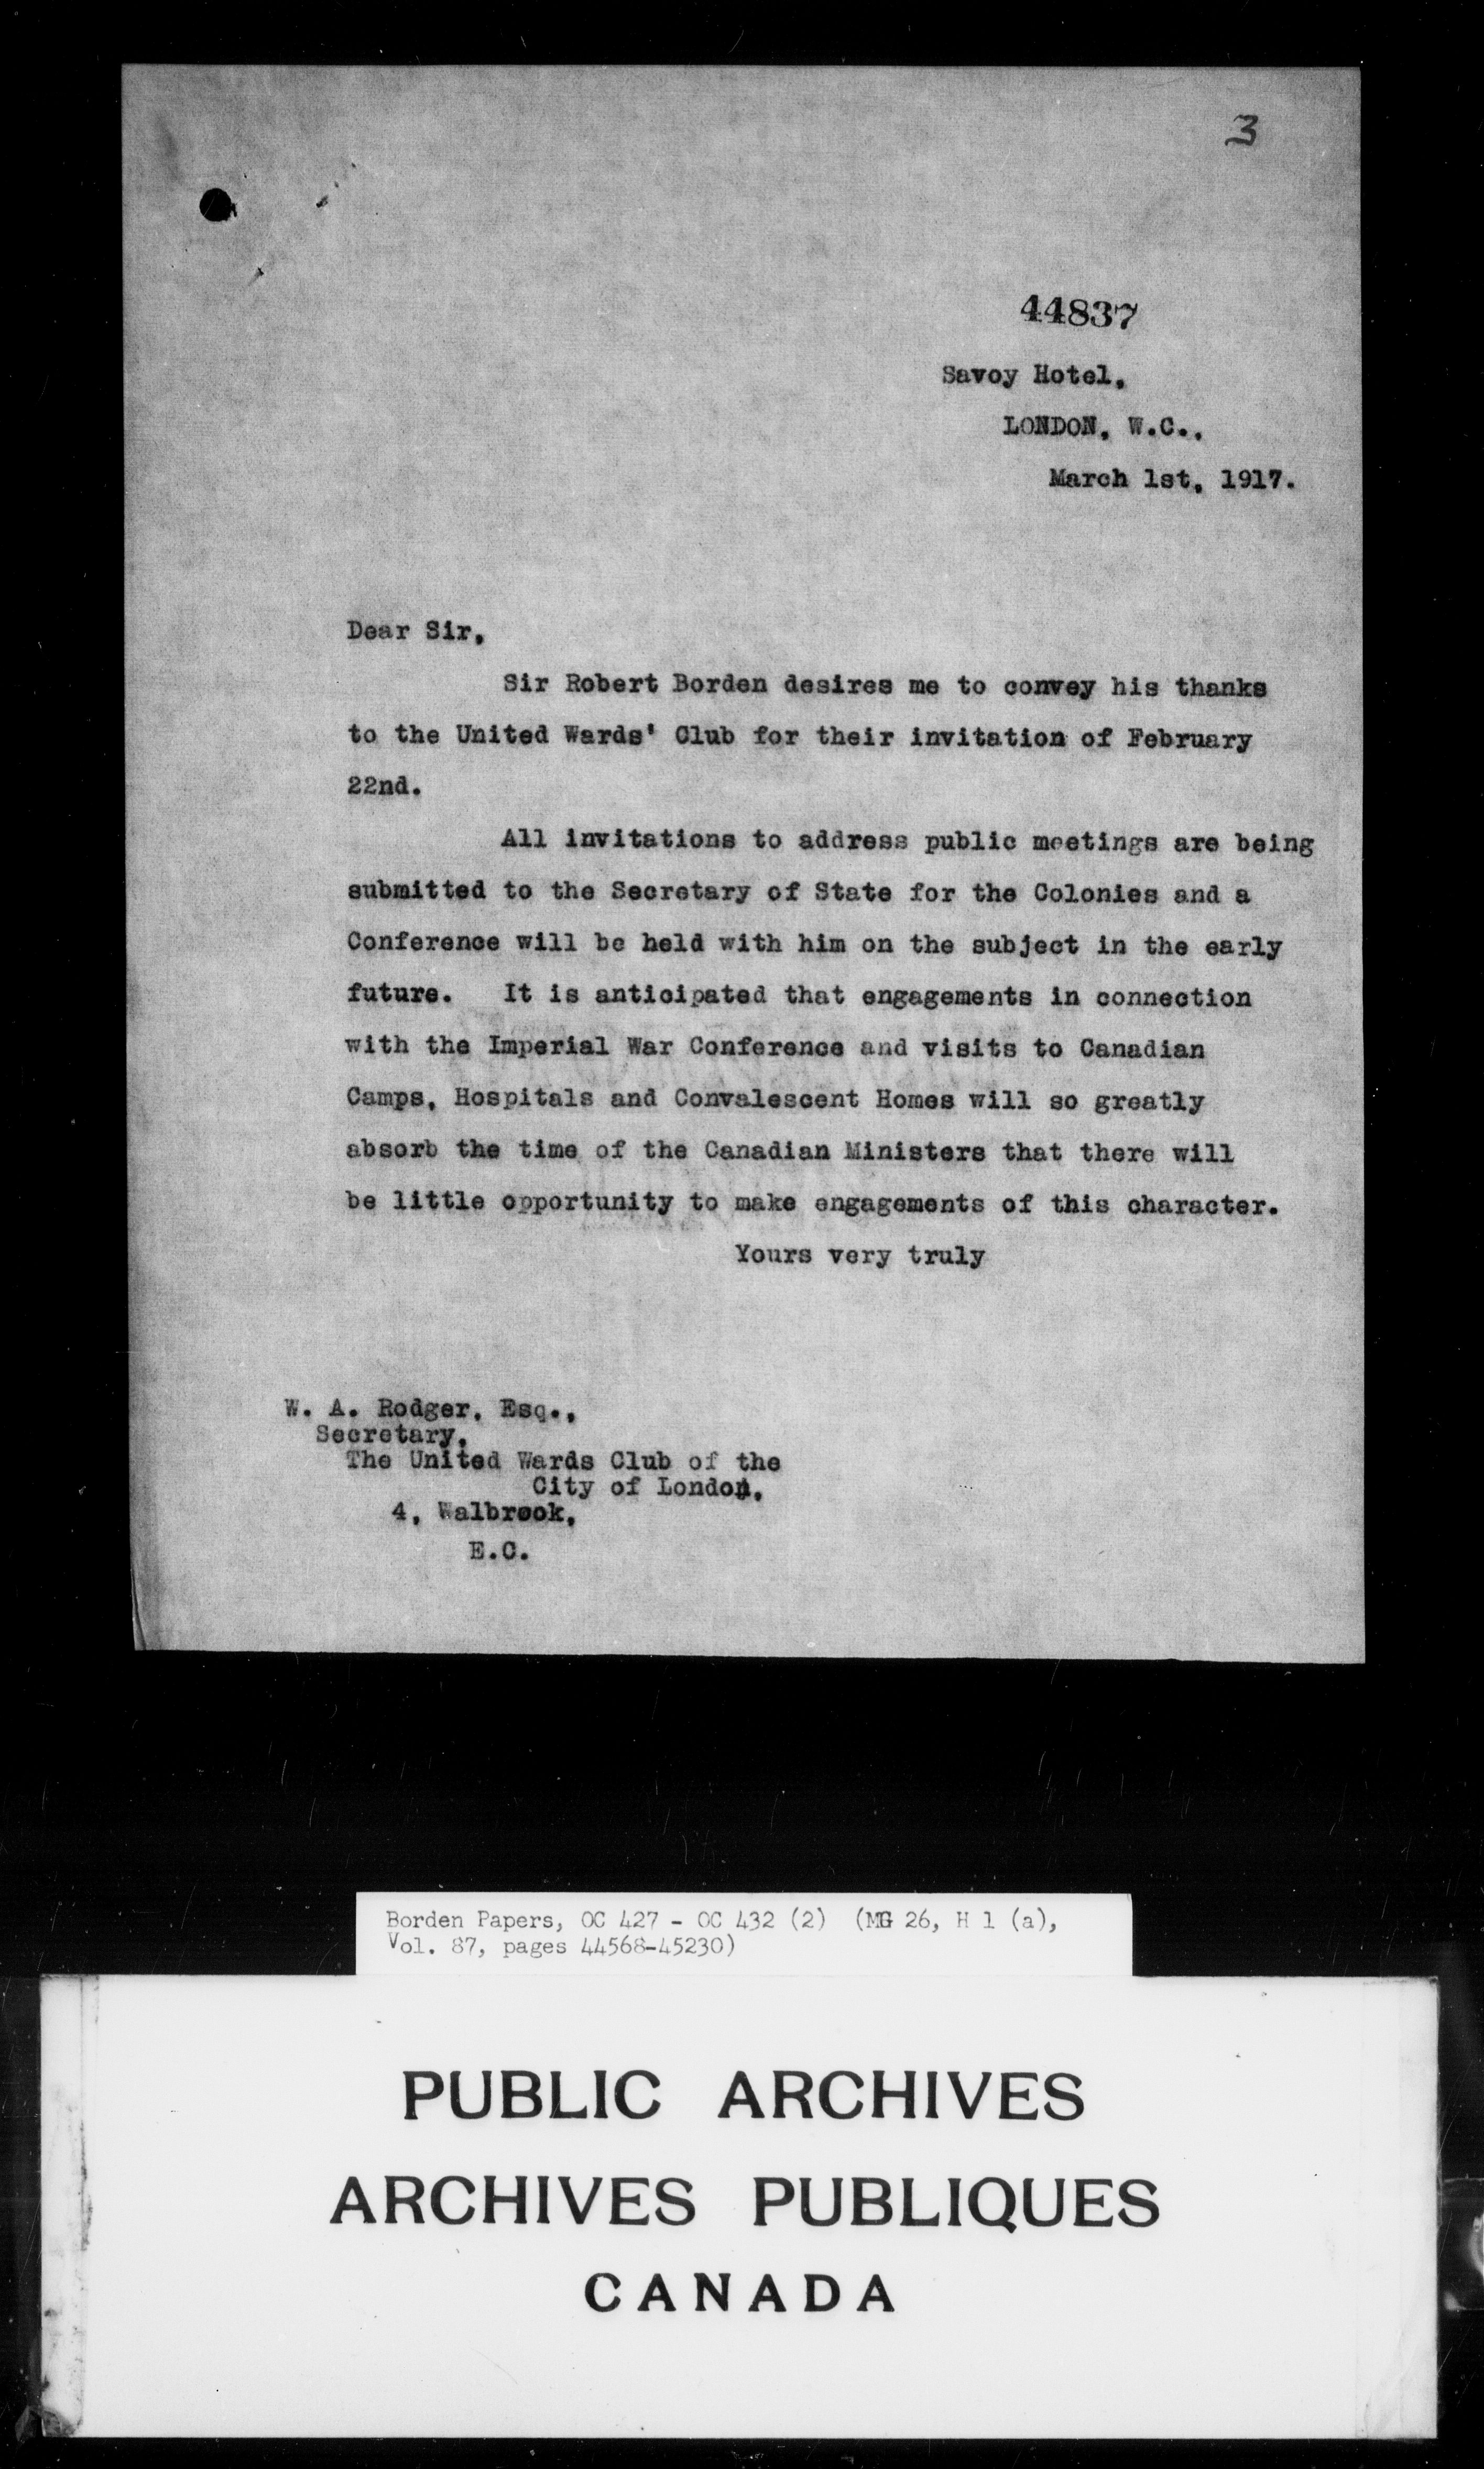 3
44837
Savoy Hotel,
LONDON, W.C.,
March 1st, 1917.
Dear Sir,
Sir Robert Borden desires me to convey his thanks
to the United Wards' Club for their invitation of February
22nd.
All invitations to address public meetings are being
submitted to the Secretary of State for the Colonies and a
Conference will be held with him on the subject in the early
future. It is anticipated that engagements in connection
with the Imperial War Conference and visits to Canadian
Camps, Hospitals and Convalescent Homes will so greatly
absorb the time of the Canadian Ministers that there will
be little opportunity to make engagements of this character.
Yours very truly
W. A. Rodger, Esq.,
Secretary,
The United Wards Club of the
City of London,
4, Walbrook,
E.C.
Borden Papers, OC 427 - OC 432 (2) (MG 26, H 1 (a),
Vol. 87, pages 44568-45230)
PUBLIC ARCHIVES
ARCHIVES PUBLIQUES
CANADA